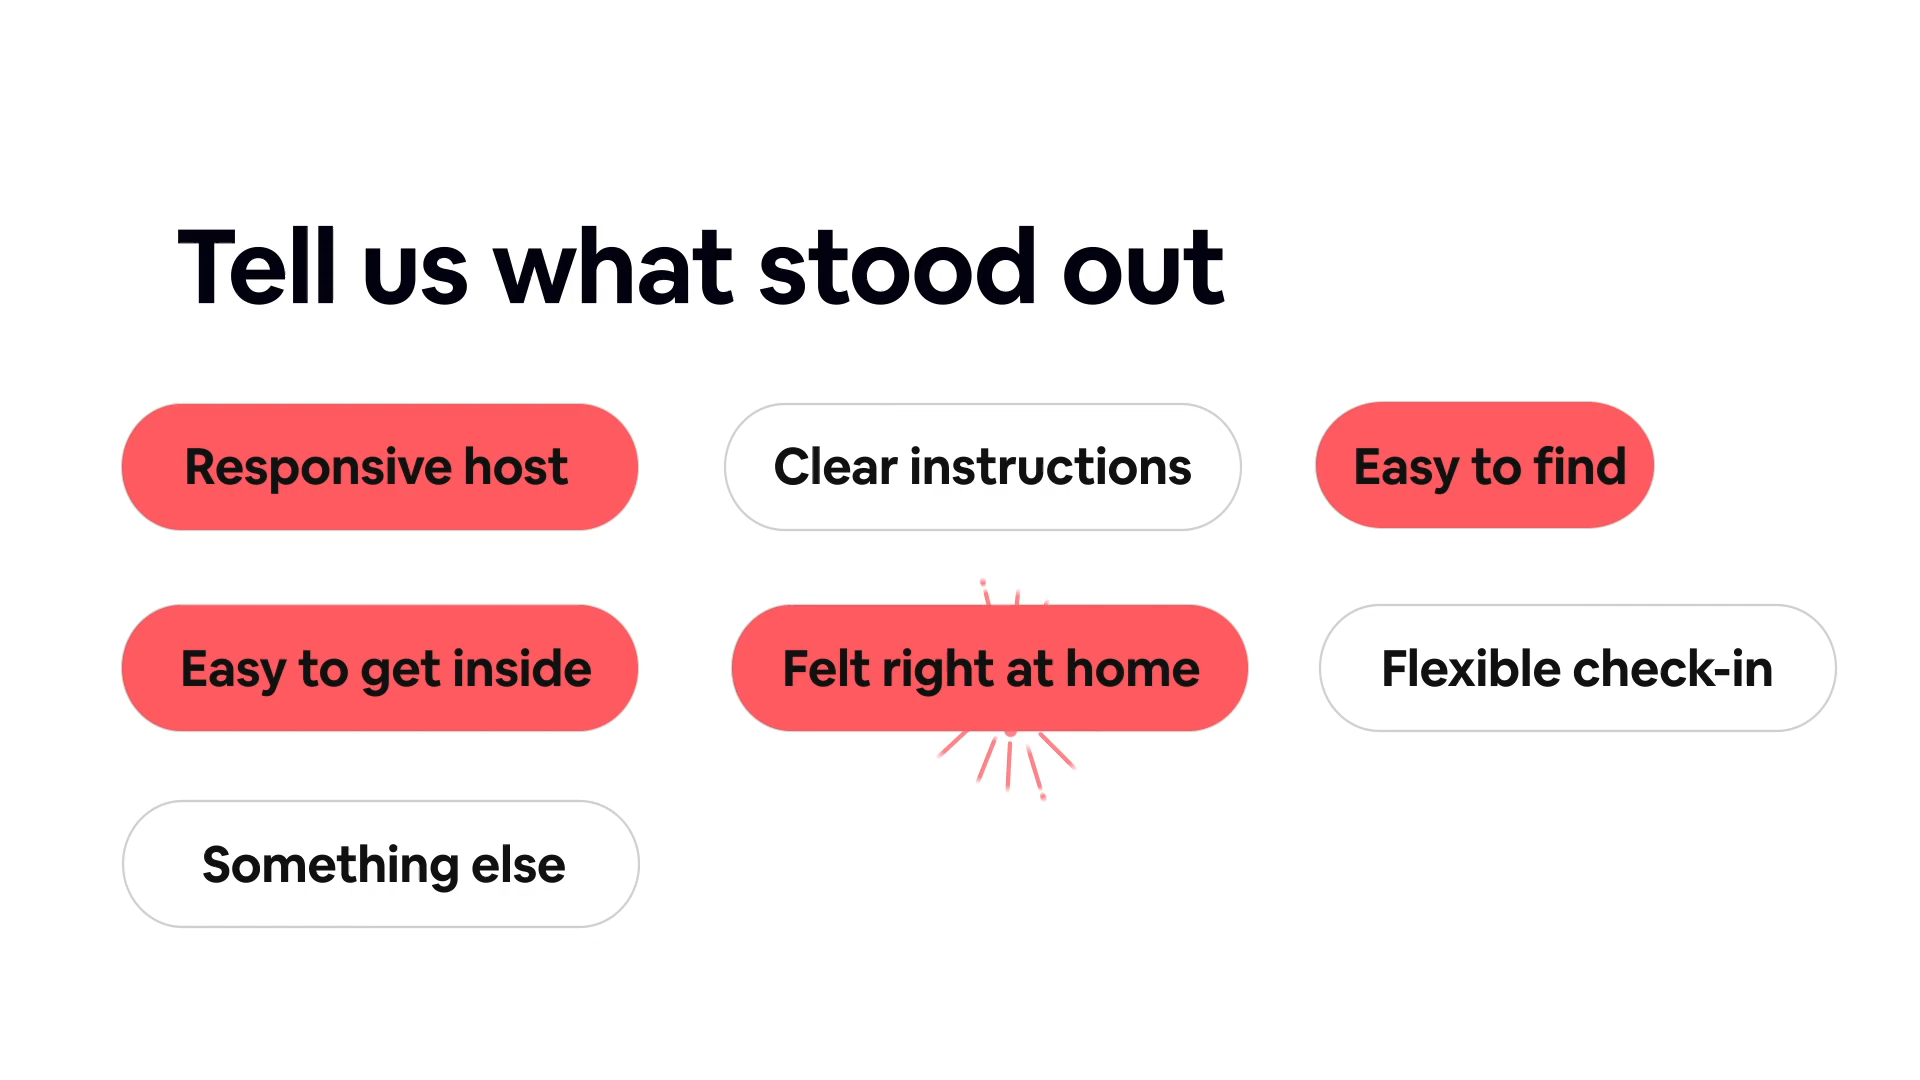 Tell us what stood out
Responsive host
Clear instructions
Easy to find
Easy to get inside
Felt right at home
Flexible check-in
Something else